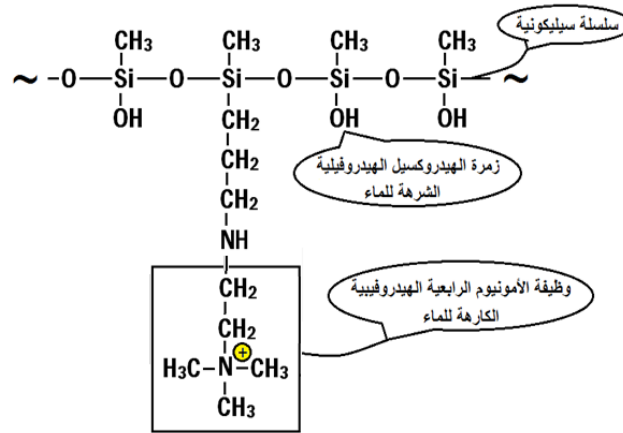 CH3 CH3 CH3 CH3
سلسلة سيليكونية
~ -O-Si-O-Si-O-Si-O-Si- ~
OH CH2 OH OH
زمرة الهيدروكسيل الهيدروفيلية
الشرهة للماء
CH2
CH2
NH
CH2
وظيفة الأمونيوم الرابعية الهيدروفيبية
الكارهة للماء
CH2
+
H3C-N-CH3
CH3